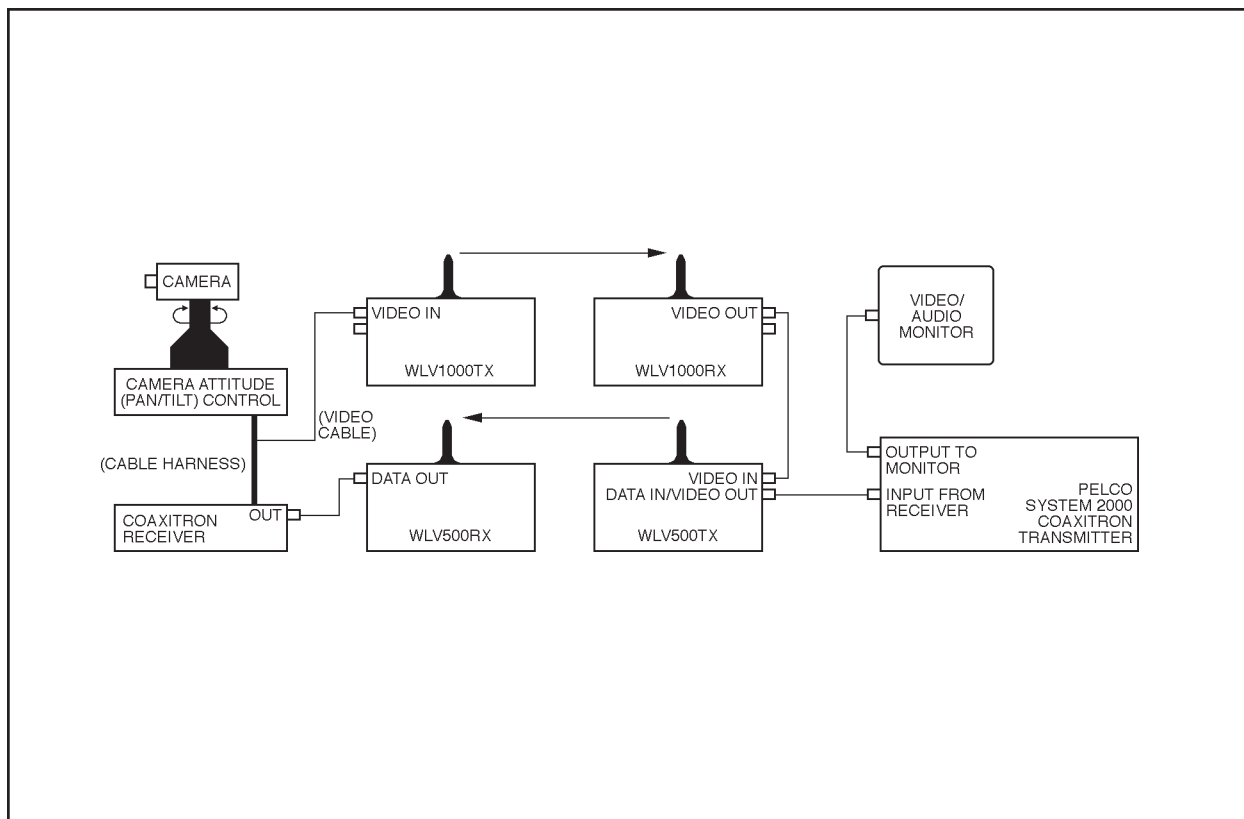 CAMERA
CAMERA ATTITUDE
(PAN/TILT) CONTROL
(CABLE HARNESS)
COAXITRON
RECEIVER
OUT
(VIDEO
CABLE)
VIDEO IN
WLV1000TX
VIDEO OUT
WLV1000RX
DATA OUT
WLV500RX
VIDEO IN
DATA IN/VIDEO OUT
WLV500TX
VIDEO/
AUDIO
MONITOR
OUTPUT TO
MONITOR
INPUT FROM
RECEIVER
PELCO
SYSTEM 2000
COAXITRON
TRANSMITTER